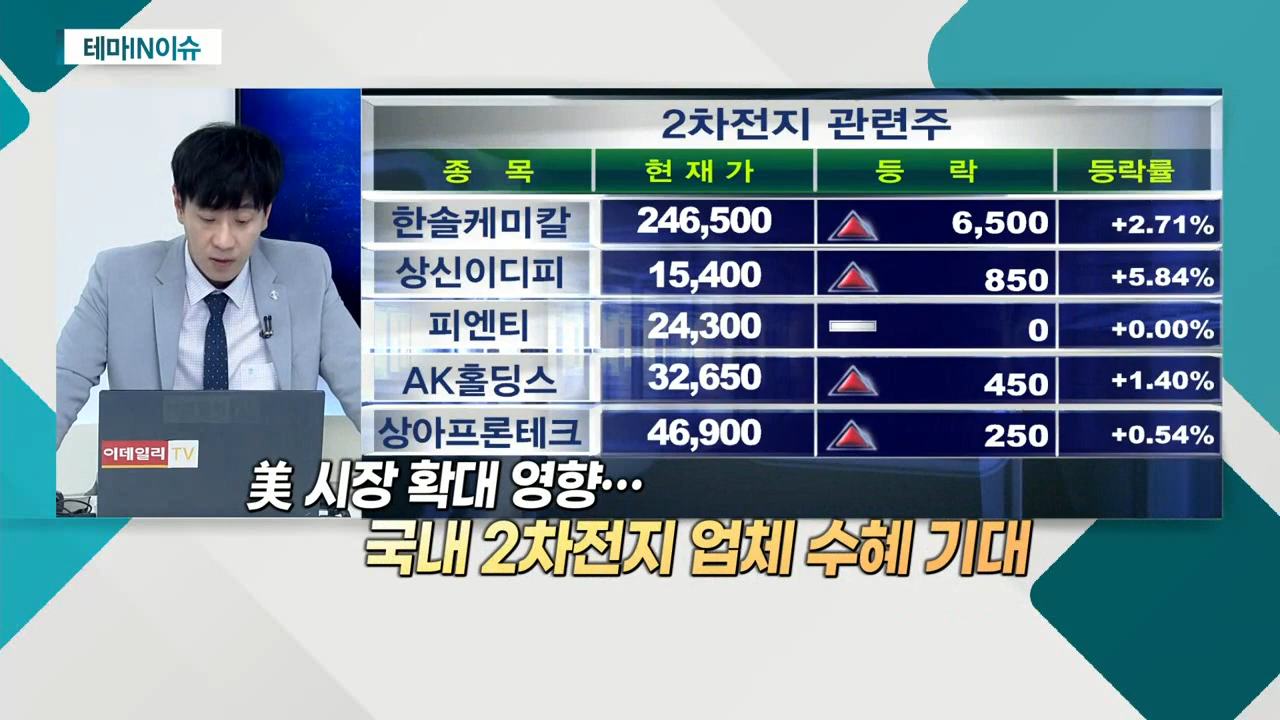 테마IN이슈
2차전지 관련주
종 목 현 재 가 등 락 등락률
한솔케미칼 246,500 6,500 +2.71%
상신이디피 15,400 850 +5.84%
피엔티 24,300 0 +0.00%
AK홀딩스 32,650 450 +1.40%
상아프론테크 46,900 250 +0.54%
이데일리TV
美 시장 확대 영향…
국내 2차전지 업체 수혜 기대